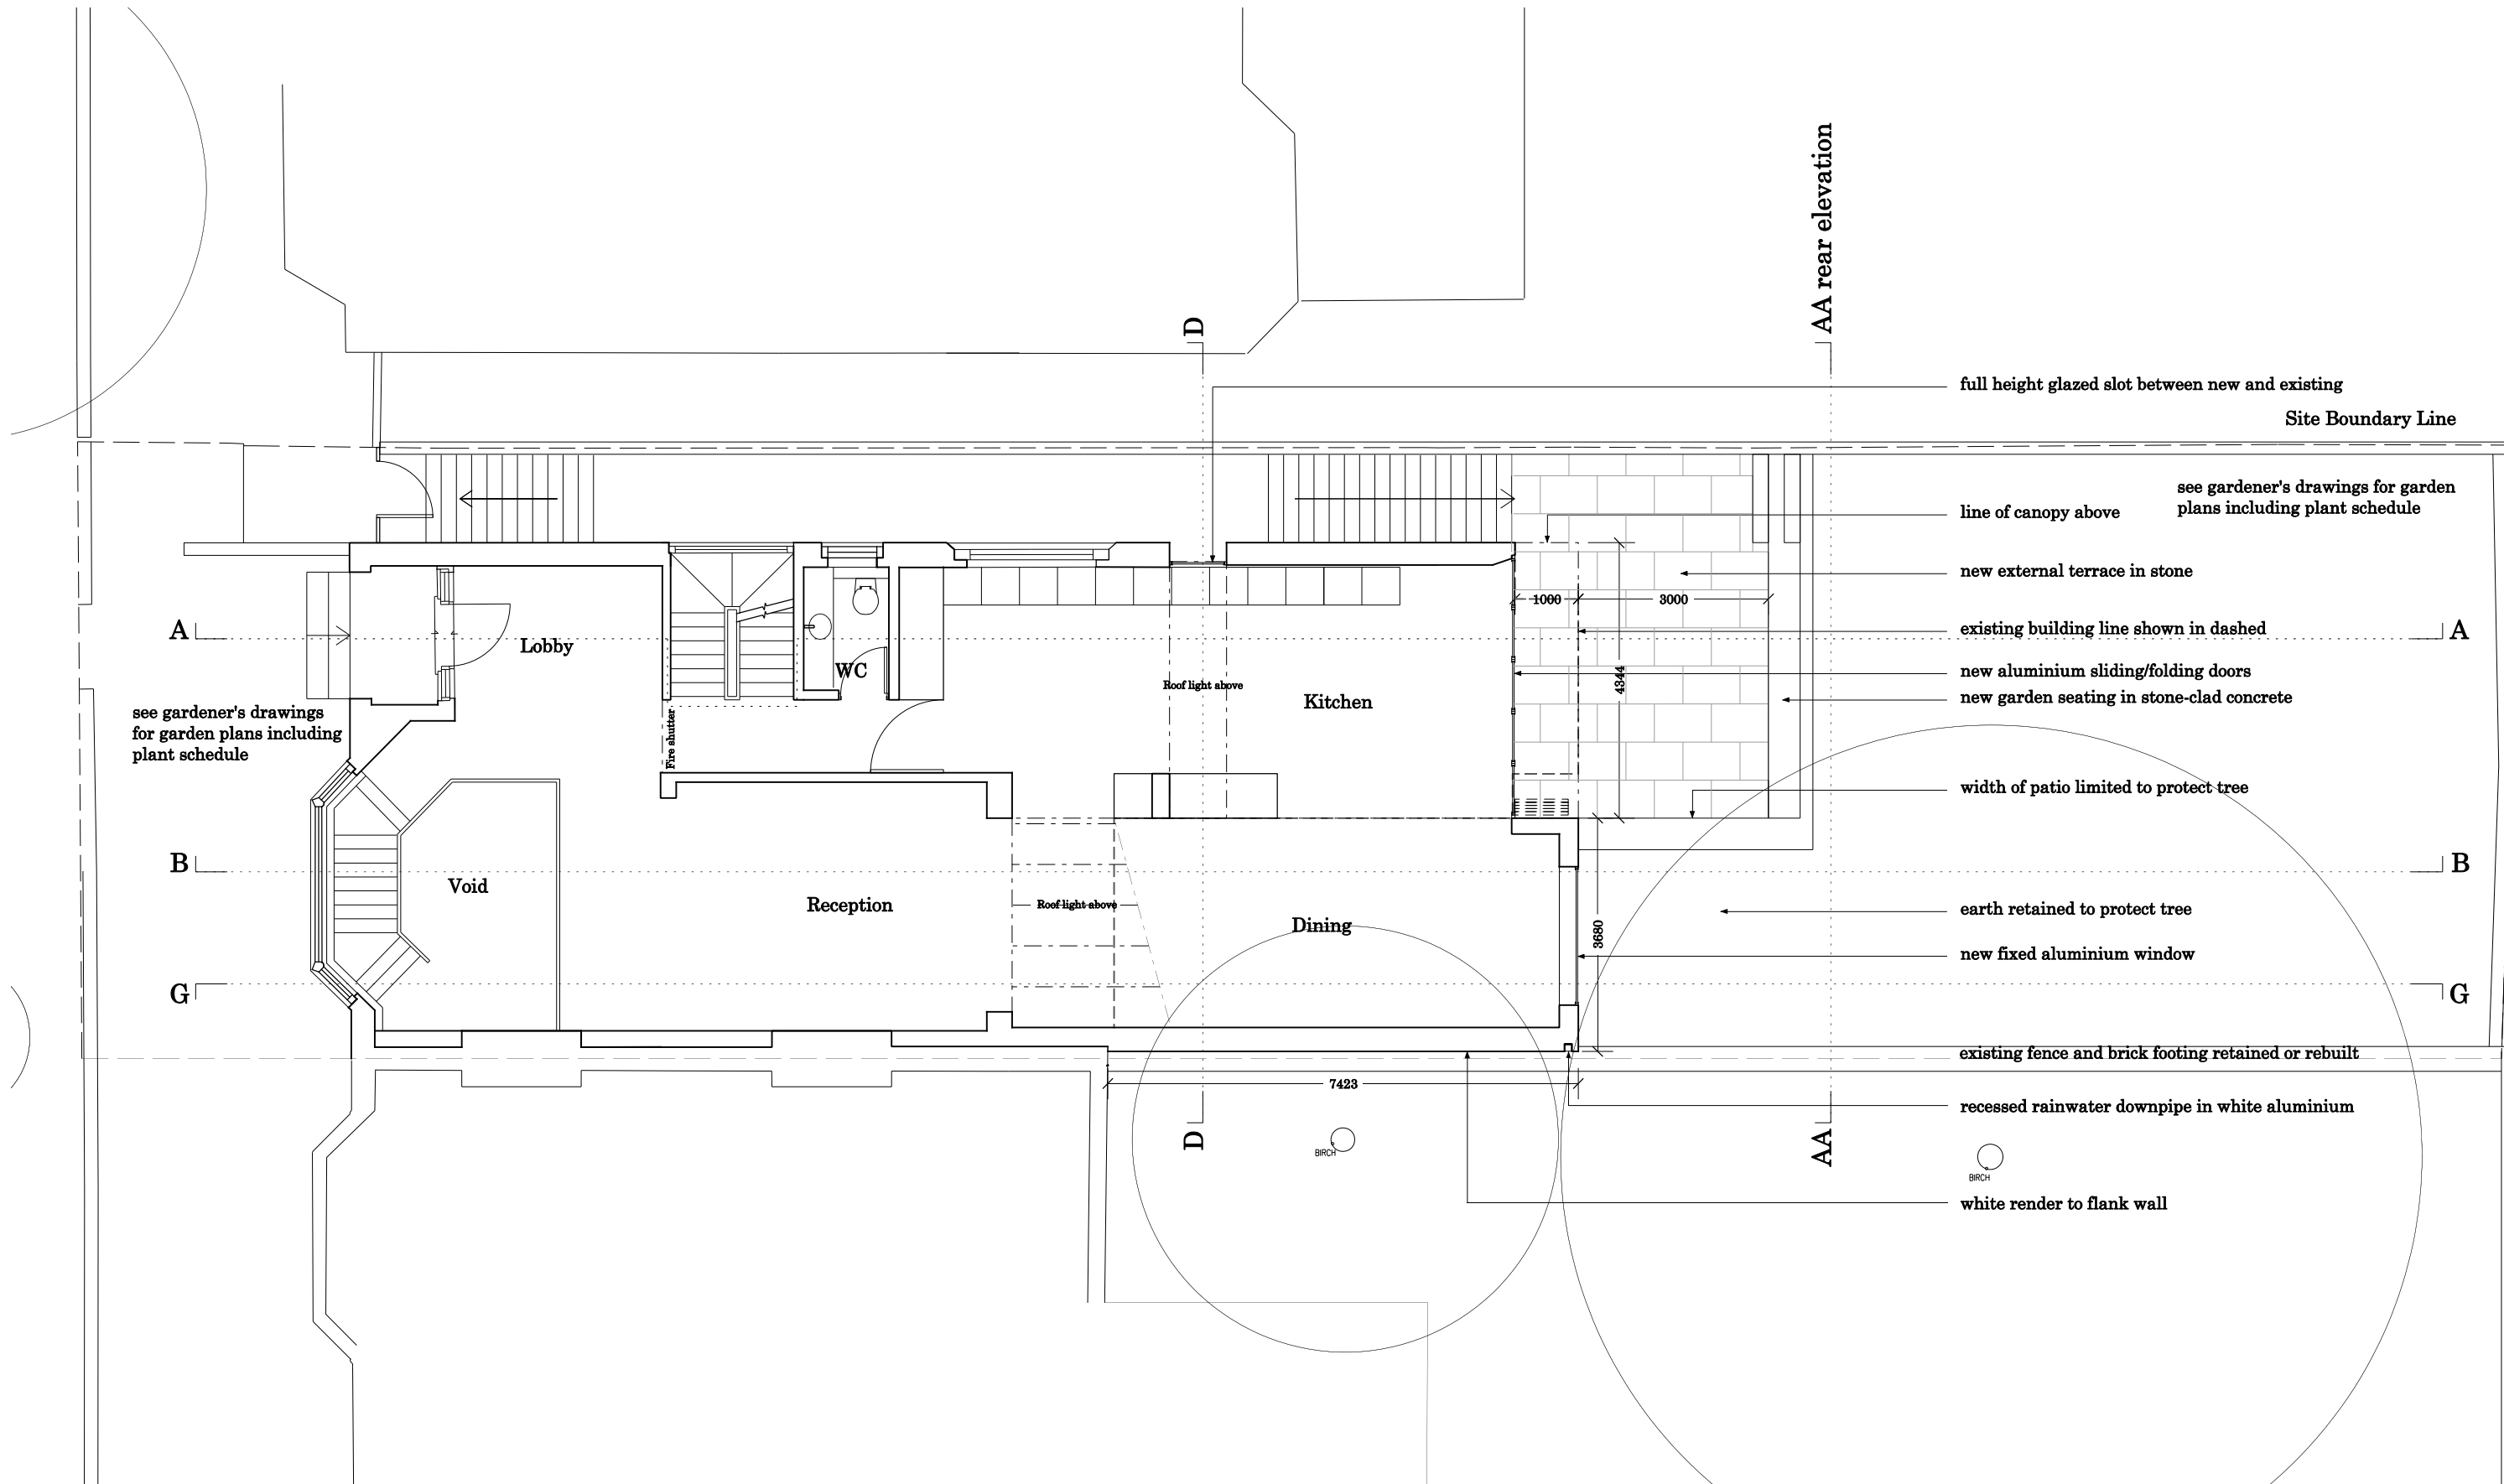 AA rear elevation
D
full height glazed slot between new and existing
Site Boundary Line
see gardener's drawings for garden
plans including plant schedule
line of canopy above
new external terrace in stone
1000
3000
A
existing building line shown in dashed
A
Lobby
WC
new aluminium sliding/folding doors
4344
Roof light above
Kitchen
new garden seating in stone-clad concrete
see gardener's drawings
for garden plans including
plant schedule
Fire shutter
width of patio limited to protect tree
B
B
Void
Reception
Roof light above
Dining
earth retained to protect tree
3680
new fixed aluminium window
G
G
existing fence and brick footing retained or rebuilt
7423
recessed rainwater downpipe in white aluminium
D
AA
BIRCH
BIRCH
white render to flank wall